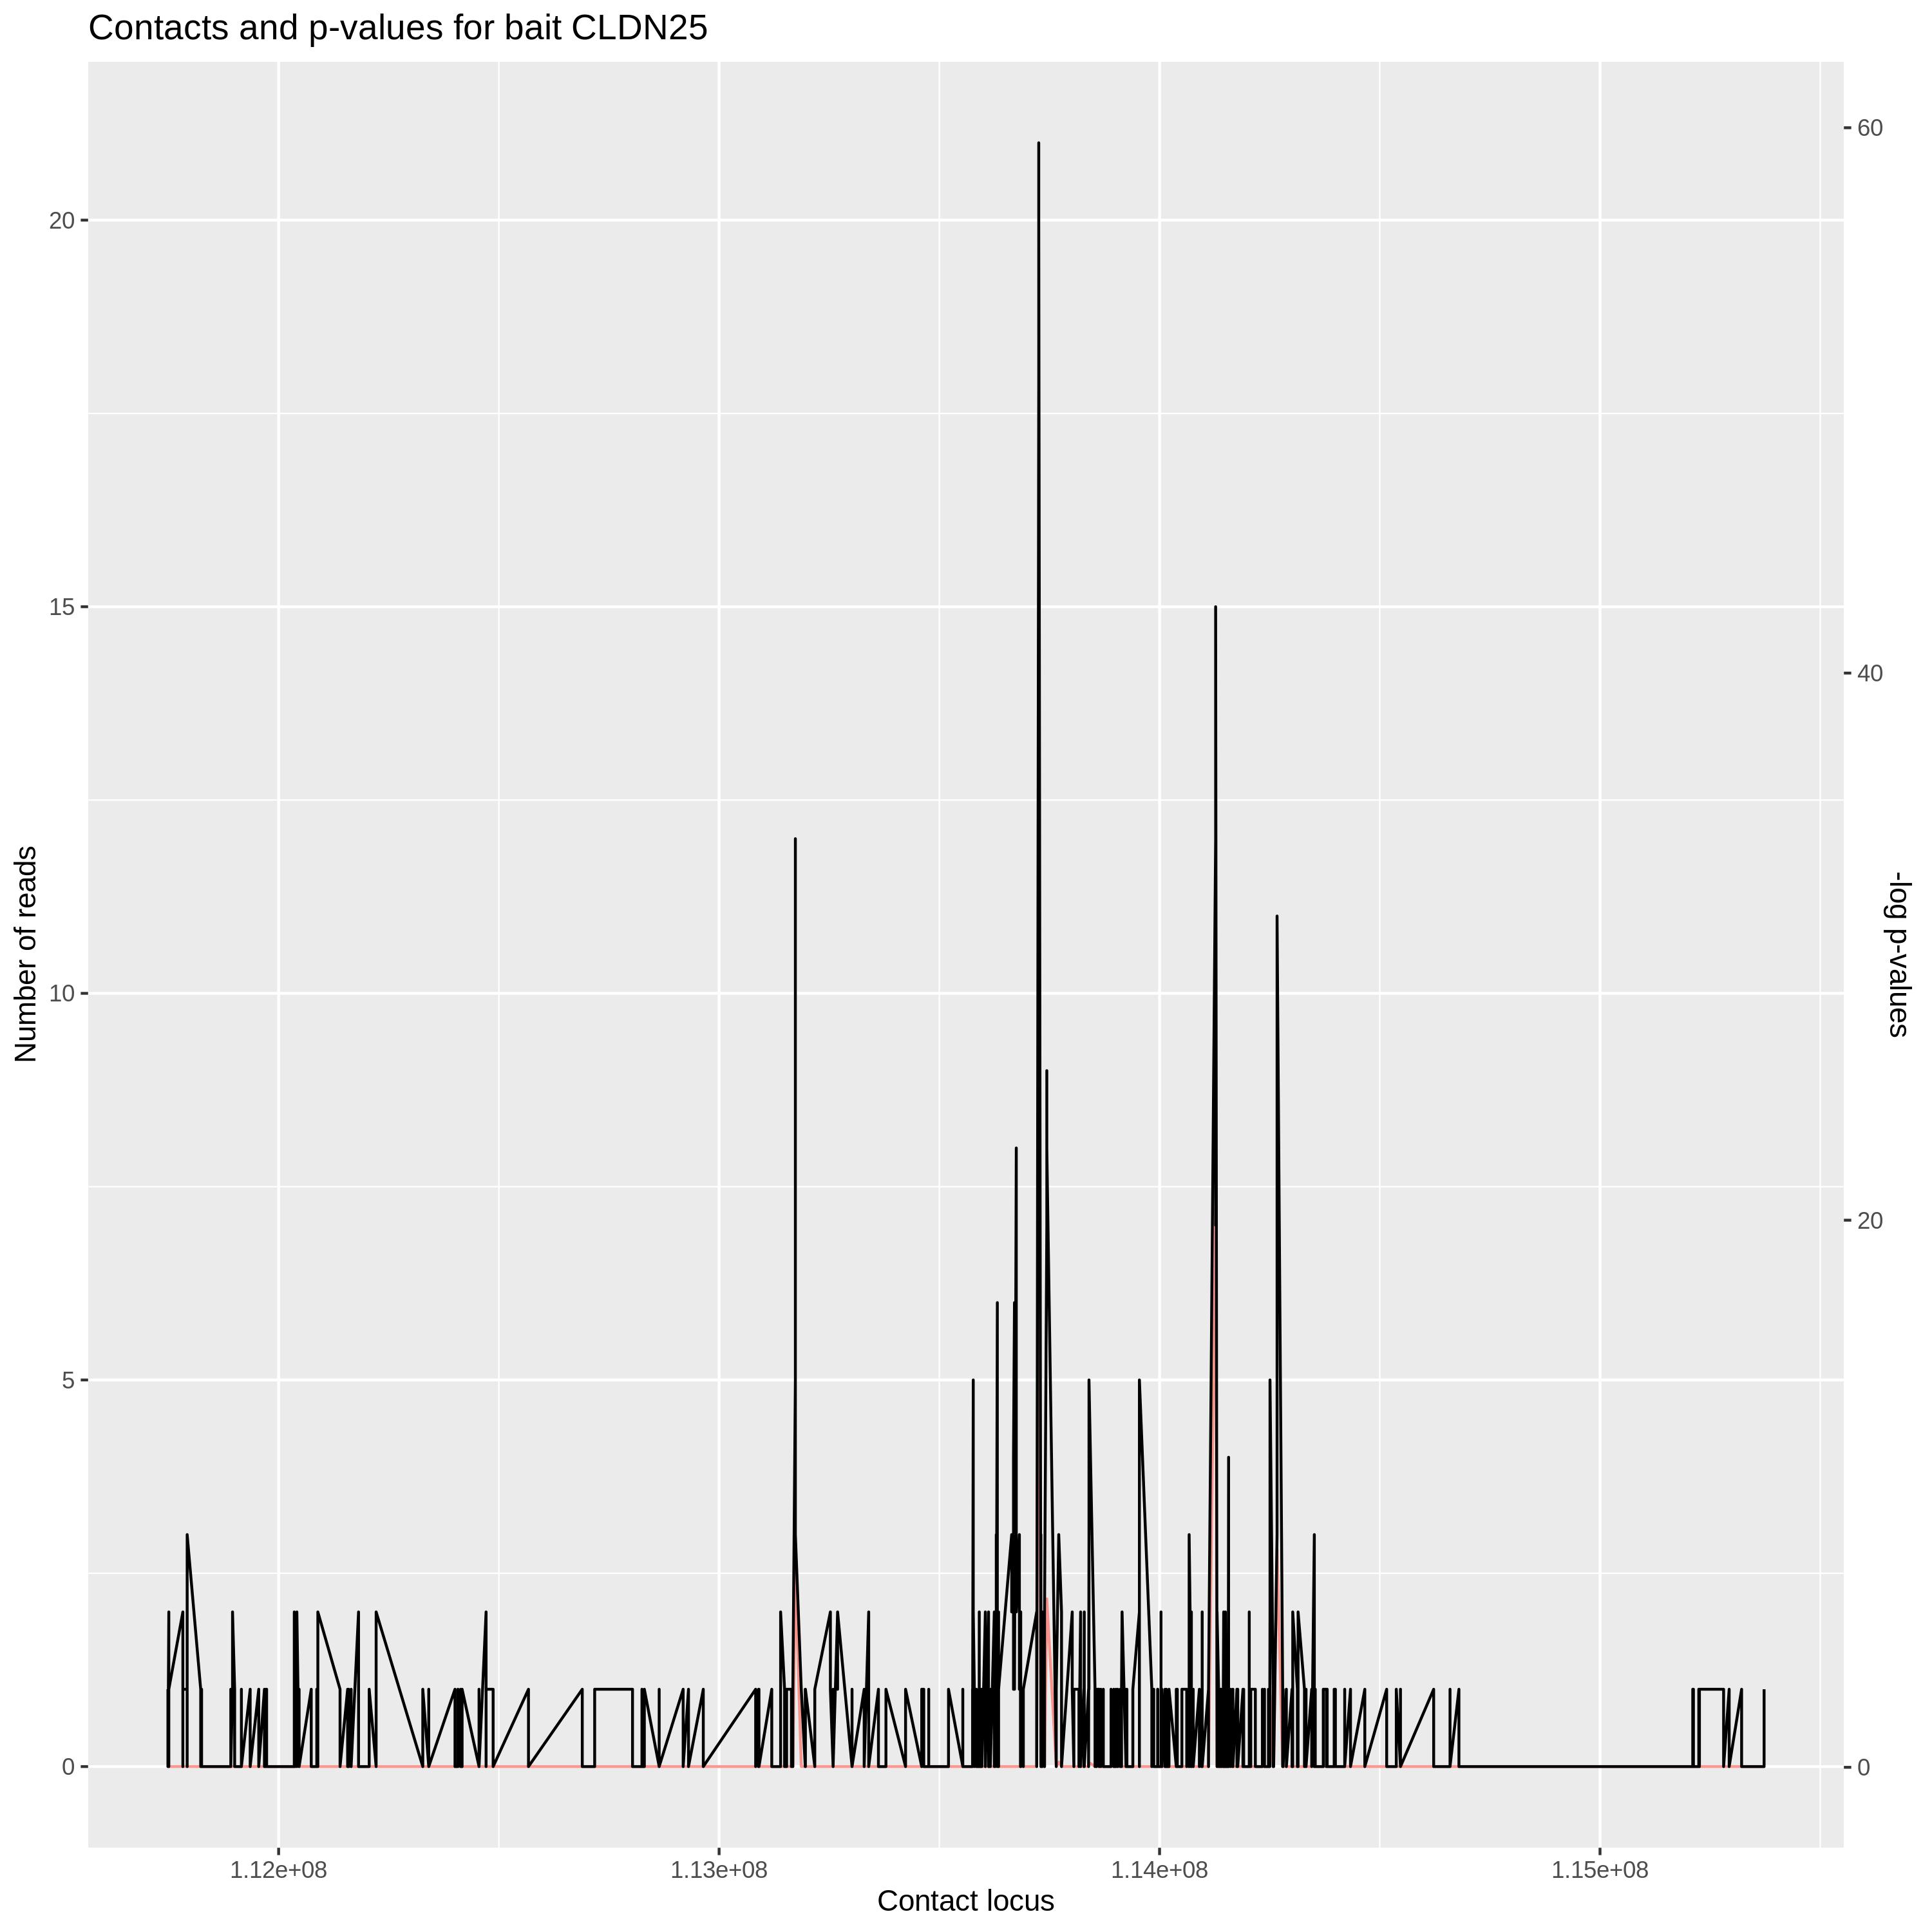 Contacts and p-values for bait CLDN25
Number of reads
20
15
10
5
0
60
40
20
0
-log p-values
1.12e+08 1.13e+08 1.14e+08 1.15e+08
Contact locus